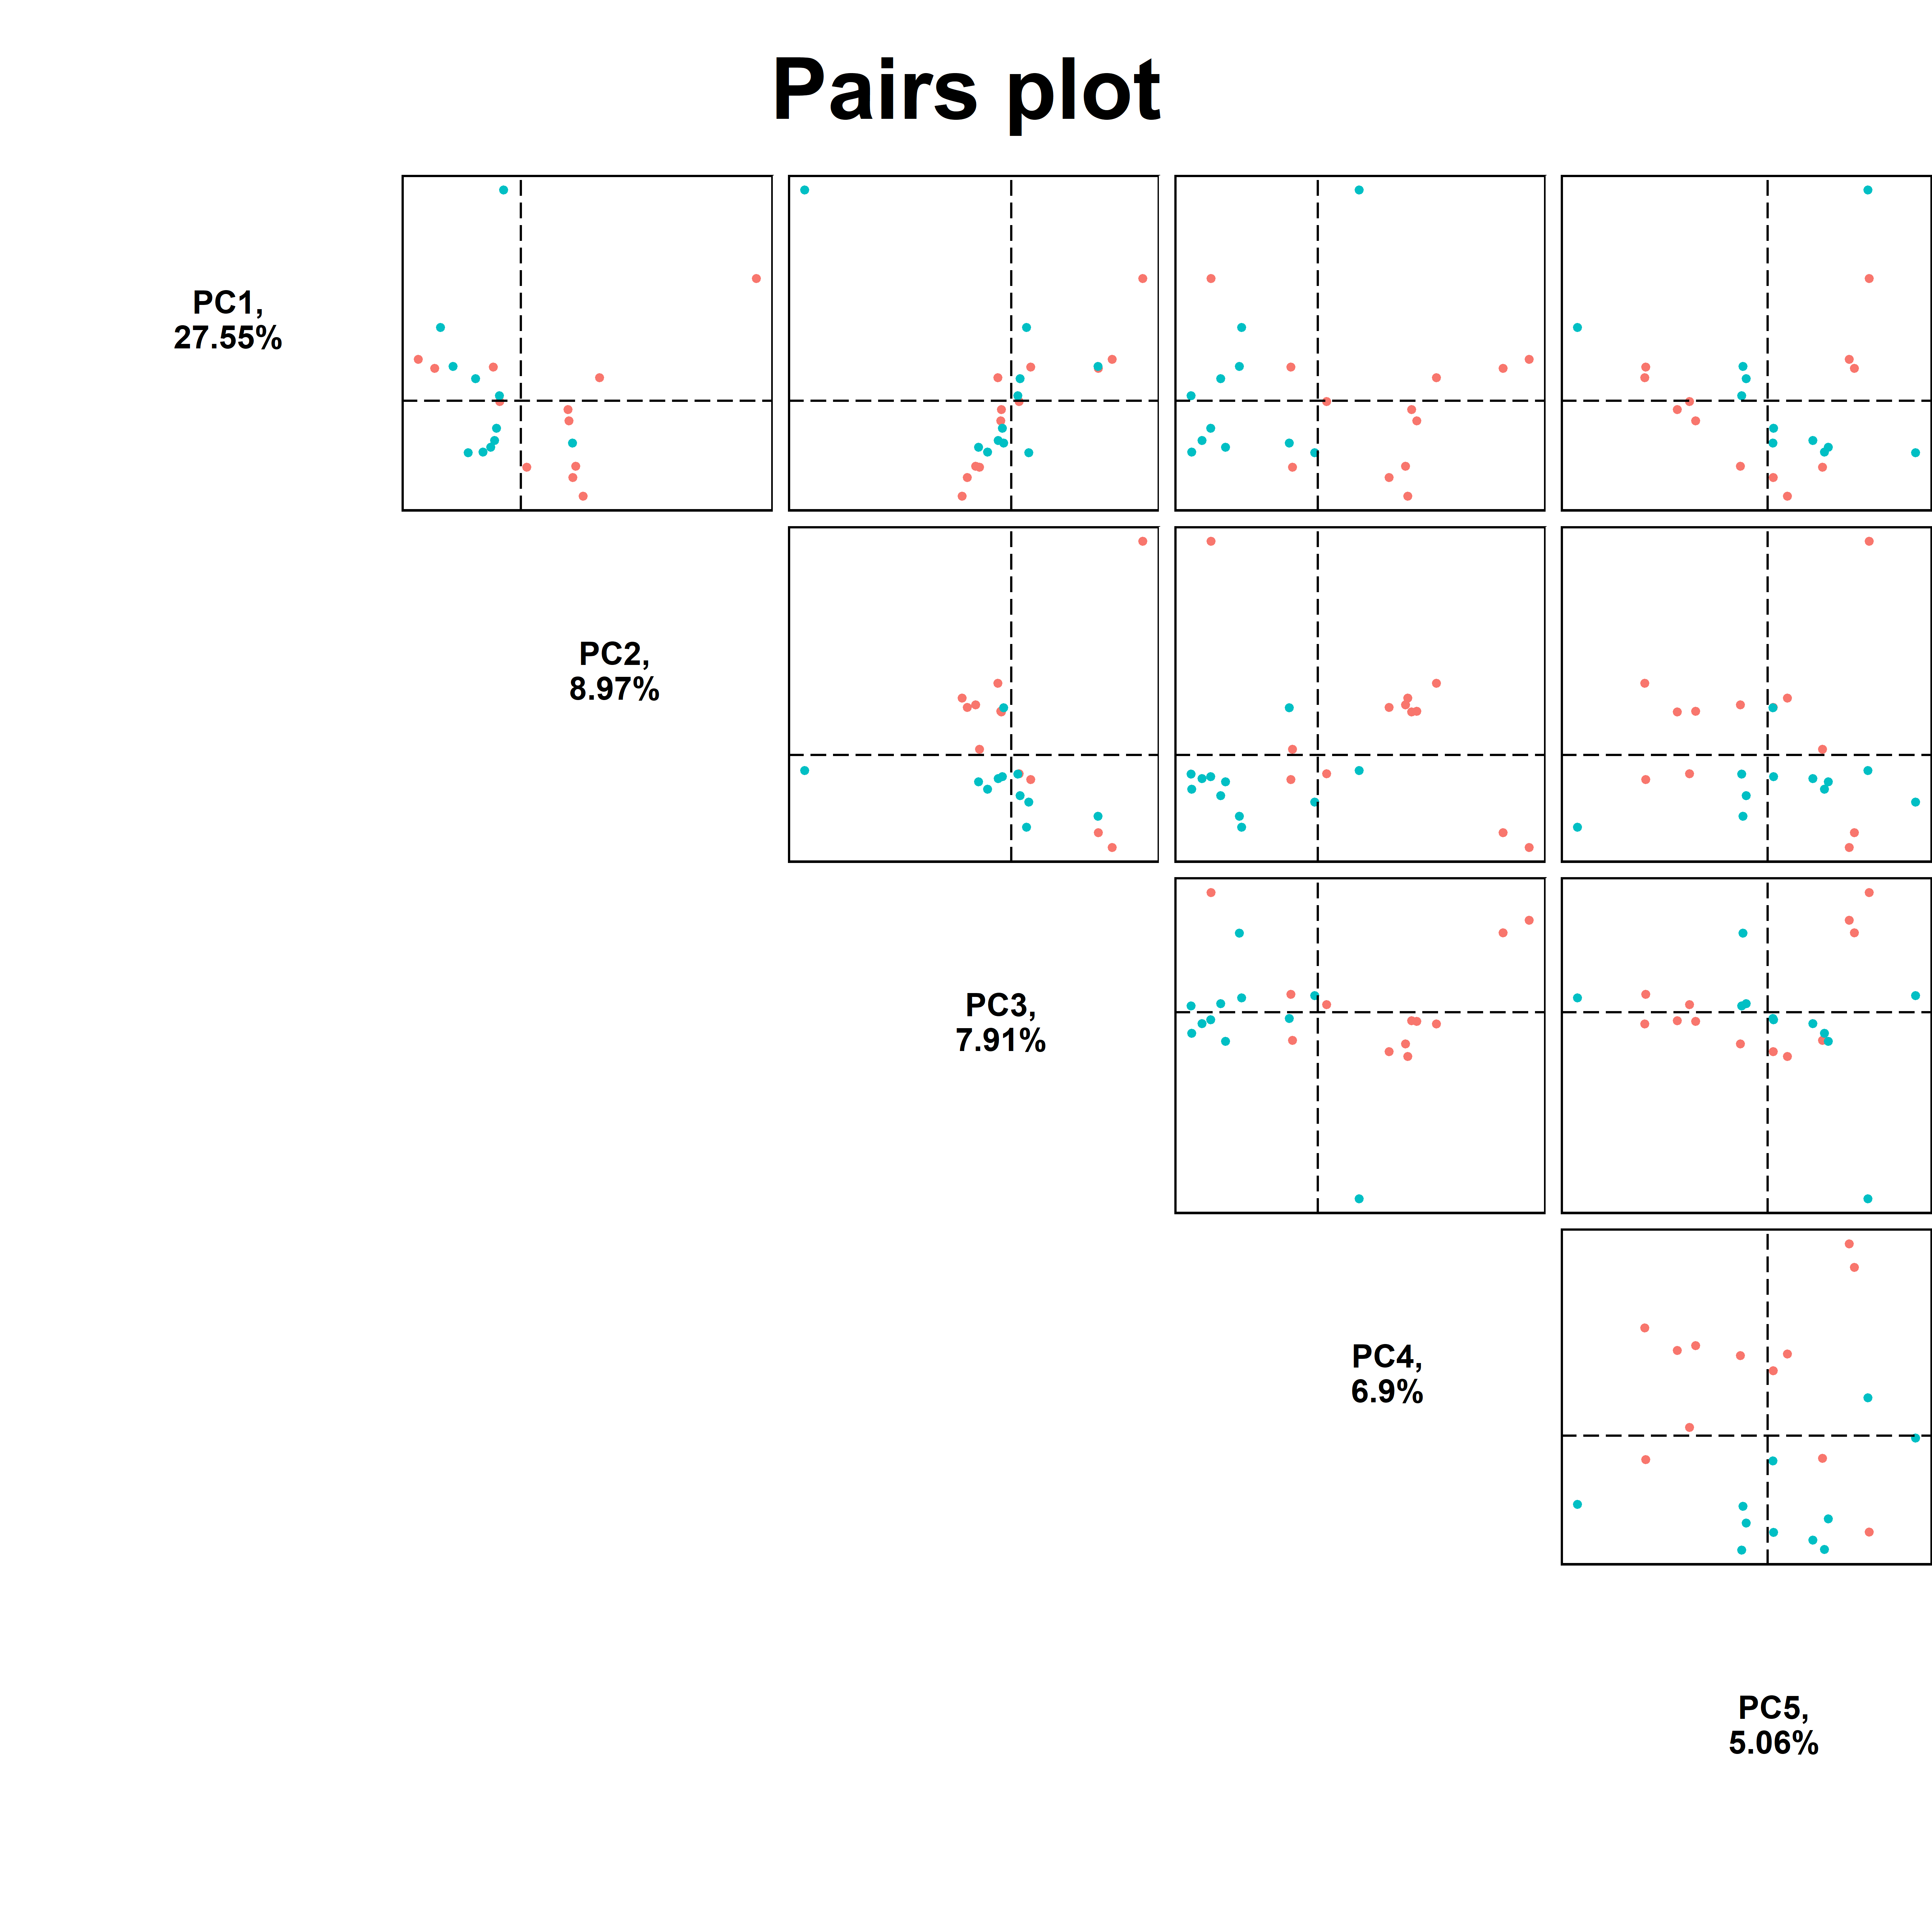 Pairs plot
PC1,
27.55%
PC2,
8.97%
PC3,
7.91%
PC4,
6.9%
PC5,
5.06%